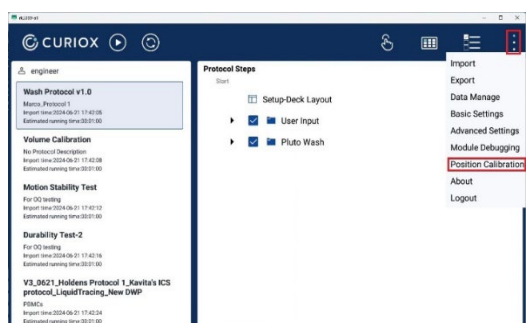 CURIOX
engineer
Wash Protocol v1.0
Marco_Protocol 1
Import time:2024-06-21 17:42:05
Estimated running time:00:01:00
Volume Calibration
No Protocol Description
Import time:2024-06-21 17:42:08
Estimated running time:00:01:00
Motion Stability Test
For OQ testing
Import time:2024-06-21 17:42:12
Estimated running time:00:01:00
Durability Test-2
For OQ testing
Import time:2024-06-21 17:42:16
Estimated running time:00:01:00
V3_0621_Holdens Protocol 1_Kavita's ICS
protocol_LiquidTracing_New DWP
PBMCs
Import time:2024-06-21 17:42:34
Estimated running time:00:01:00
Protocol Steps
Start
Setup-Deck Layout
User Input
Pluto Wash
Import
Export
Data Manage
Basic Settings
Advanced Settings
Module Debugging
Position Calibration
About
Logout